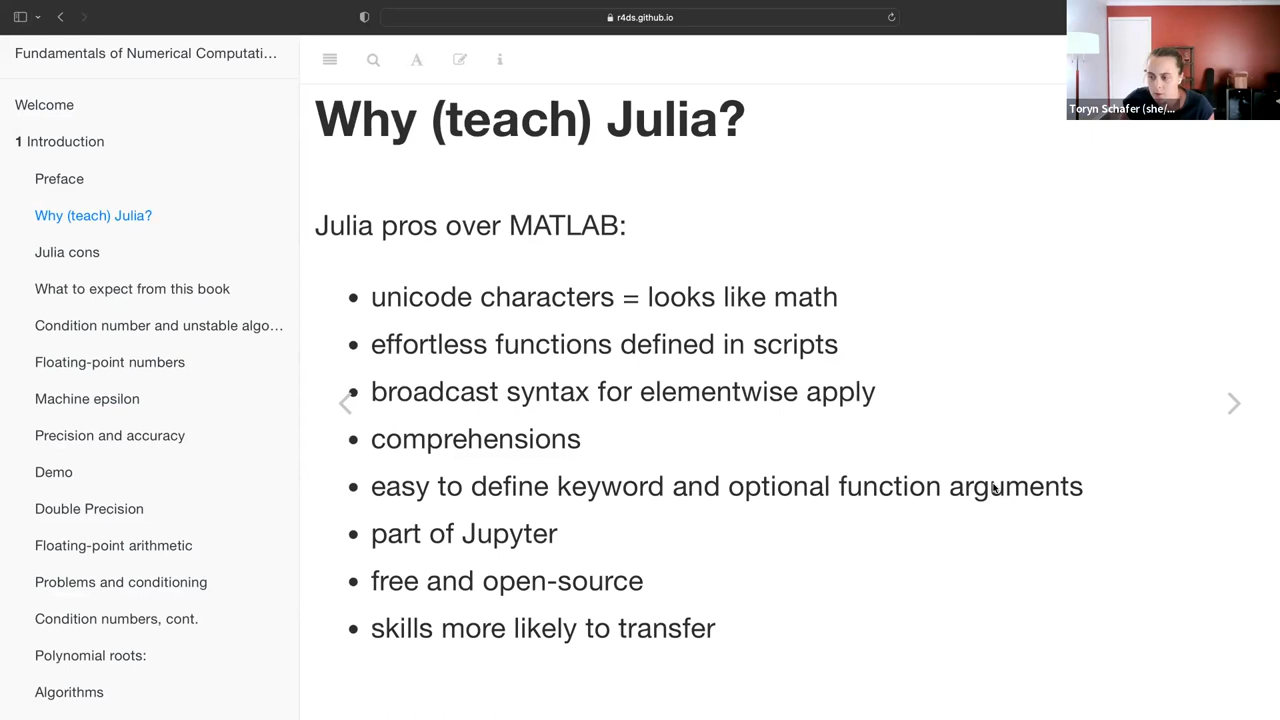 r4ds.github.io
Fundamentals of Numerical Computati...
Welcome
1 Introduction
Preface
Why (teach) Julia?
Julia cons
What to expect from this book
Condition number and unstable algo...
Floating-point numbers
Machine epsilon
Precision and accuracy
Demo
Double Precision
Floating-point arithmetic
Problems and conditioning
Condition numbers, cont.
Polynomial roots:
Algorithms
Why (teach) Julia?
Julia pros over MATLAB:
• unicode characters = looks like math
• effortless functions defined in scripts
• broadcast syntax for elementwise apply
• comprehensions
• easy to define keyword and optional function arguments
• part of Jupyter
• free and open-source
• skills more likely to transfer
Toryn Schafer (she/...